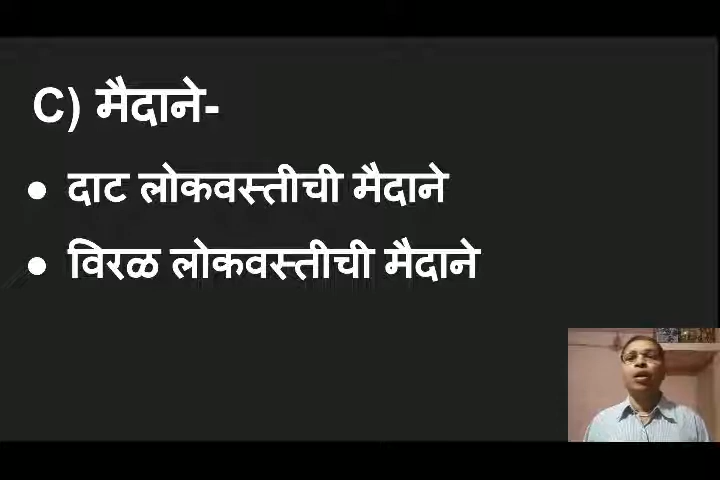 C) मैदाने-
● दाट लोकवस्तीची मैदाने
● विरळ लोकवस्तीची मैदाने